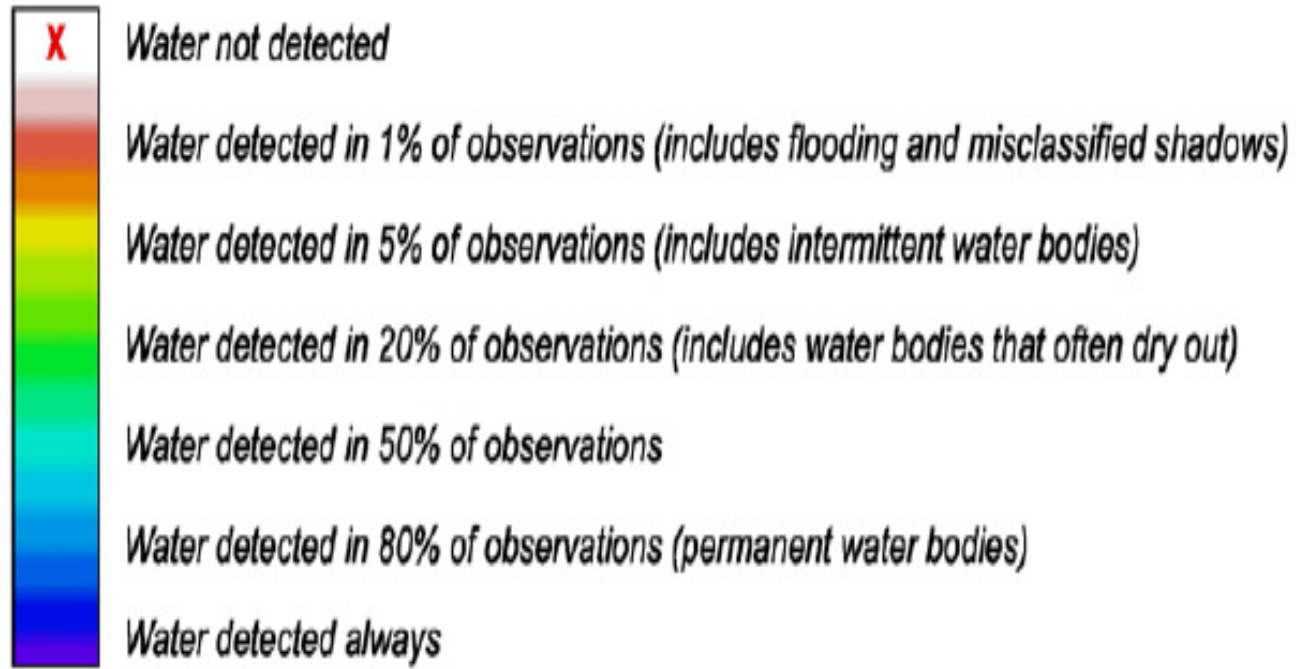 X Water not detected
Water detected in 1% of observations (includes flooding and misclassified shadows)
Water detected in 5% of observations (includes intermittent water bodies)
Water detected in 20% of observations (includes water bodies that often dry out)
Water detected in 50% of observations
Water detected in 80% of observations (permanent water bodies)
Water detected always